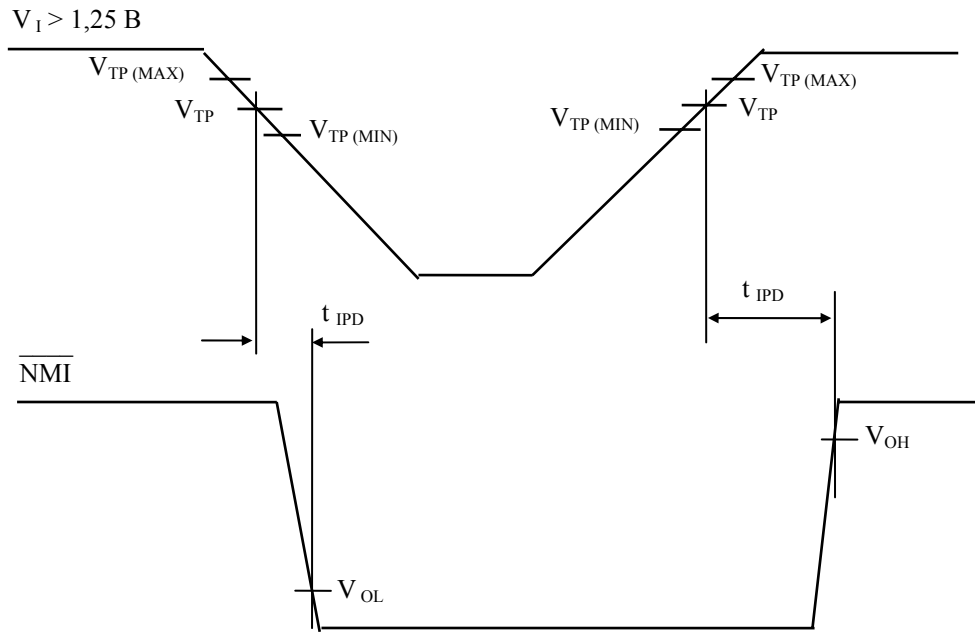 V I > 1,25 В
V TP (MAX)
V TP
V TP (MIN)
V TP (MAX)
V TP
V TP (MIN)
t IPD
t IPD
NMI
V OH
V OL